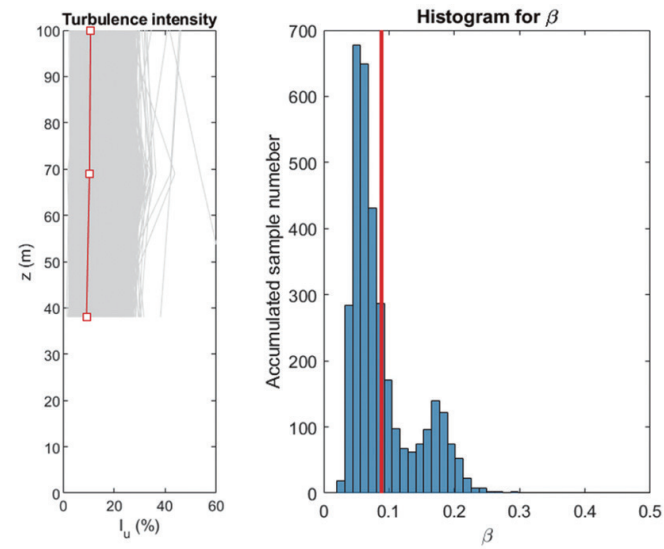 Turbulence intensity
100
90
80
70
60
50
40
30
20
10
0
z (m)
0 20 40 60
I_u (%)
Histogram for β
700
600
500
400
300
200
100
0
Accumulated sample numeber
0 0.1 0.2 0.3 0.4 0.5
β